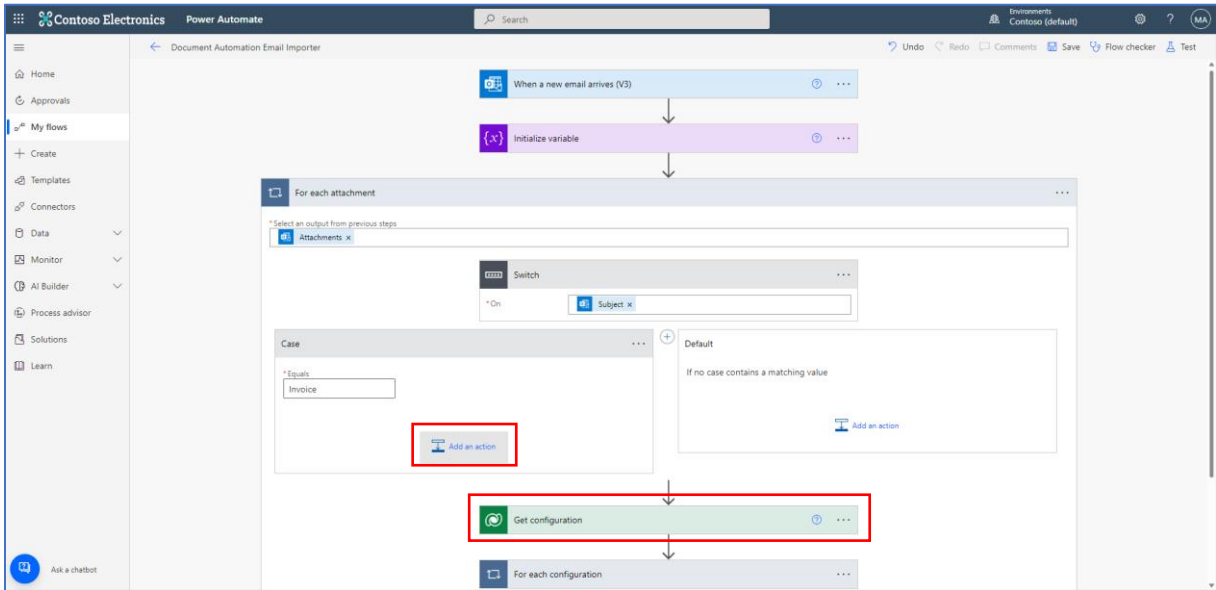 Contoso Electronics Power Automate
Search
Environments
Contoso (default)
?
MA
Home
Approvals
My flows
Create
Templates
Connectors
Data
Monitor
AI Builder
Process advisor
Solutions
Learn
Ask a chatbot
Document Automation Email Importer
Undo Redo Comments Save Flow checker Test
When a new email arrives (V3)
{x} Initialize variable
For each attachment
*Select an output from previous steps
Attachments ×
Switch
*On Subject ×
Case
*Equals
Invoice
Add an action
Default
If no case contains a matching value
Add an action
Get configuration
For each configuration